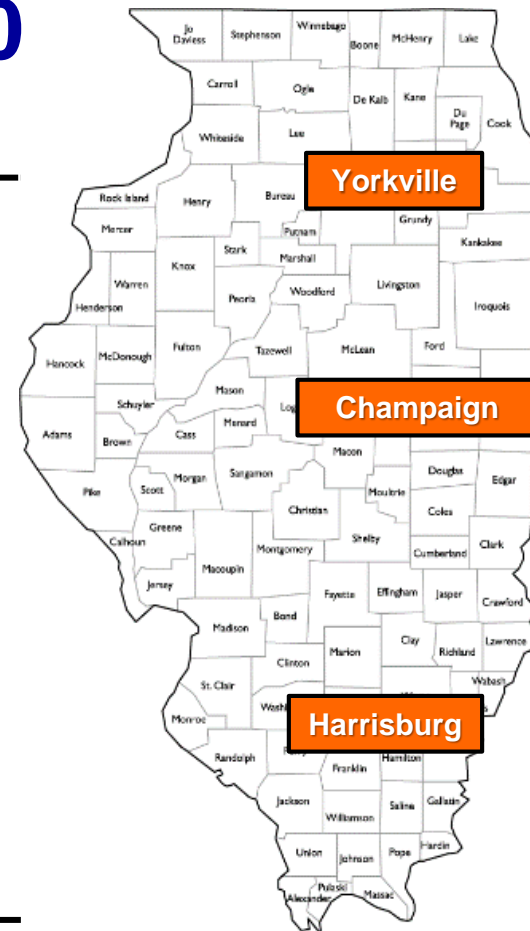 0
Jo
Daviess
Stephenson
Winnebago
Boone
McHenry
Lake
Carroll
Ogle
De Kalb
Kane
Du
Page
Cook
Whiteside
Lee
Yorkville
Rock Island
Henry
Bureau
Putnam
Grundy
Mercer
Kankakee
Stark
Marshall
Knox
Warren
Henderson
Peoria
Woodford
Livingston
Iroquois
Hancock
McDonough
Fulton
Tazewell
McLean
Ford
Mason
Schuyler
Log
Champaign
Menard
Adams
Brown
Cass
Macon
Douglas
Edgar
Pike
Scott
Morgan
Sangamon
Moultrie
Christian
Coles
Greene
Calhoun
Shelby
Clark
Cumberland
Montgomery
Macoupin
Jersey
Fayette
Effingham
Jasper
Crawford
Bond
Madison
Clay
Richland
Lawrence
Marion
Clinton
St. Clair
Wabash
Wash
Monroe
Harrisburg
Randolph
Franklin
Hamilton
Jackson
Williamson
Saline
Gallatin
Union
Johnson
Pope
Hardin
Pulaski
Alexander
Massac